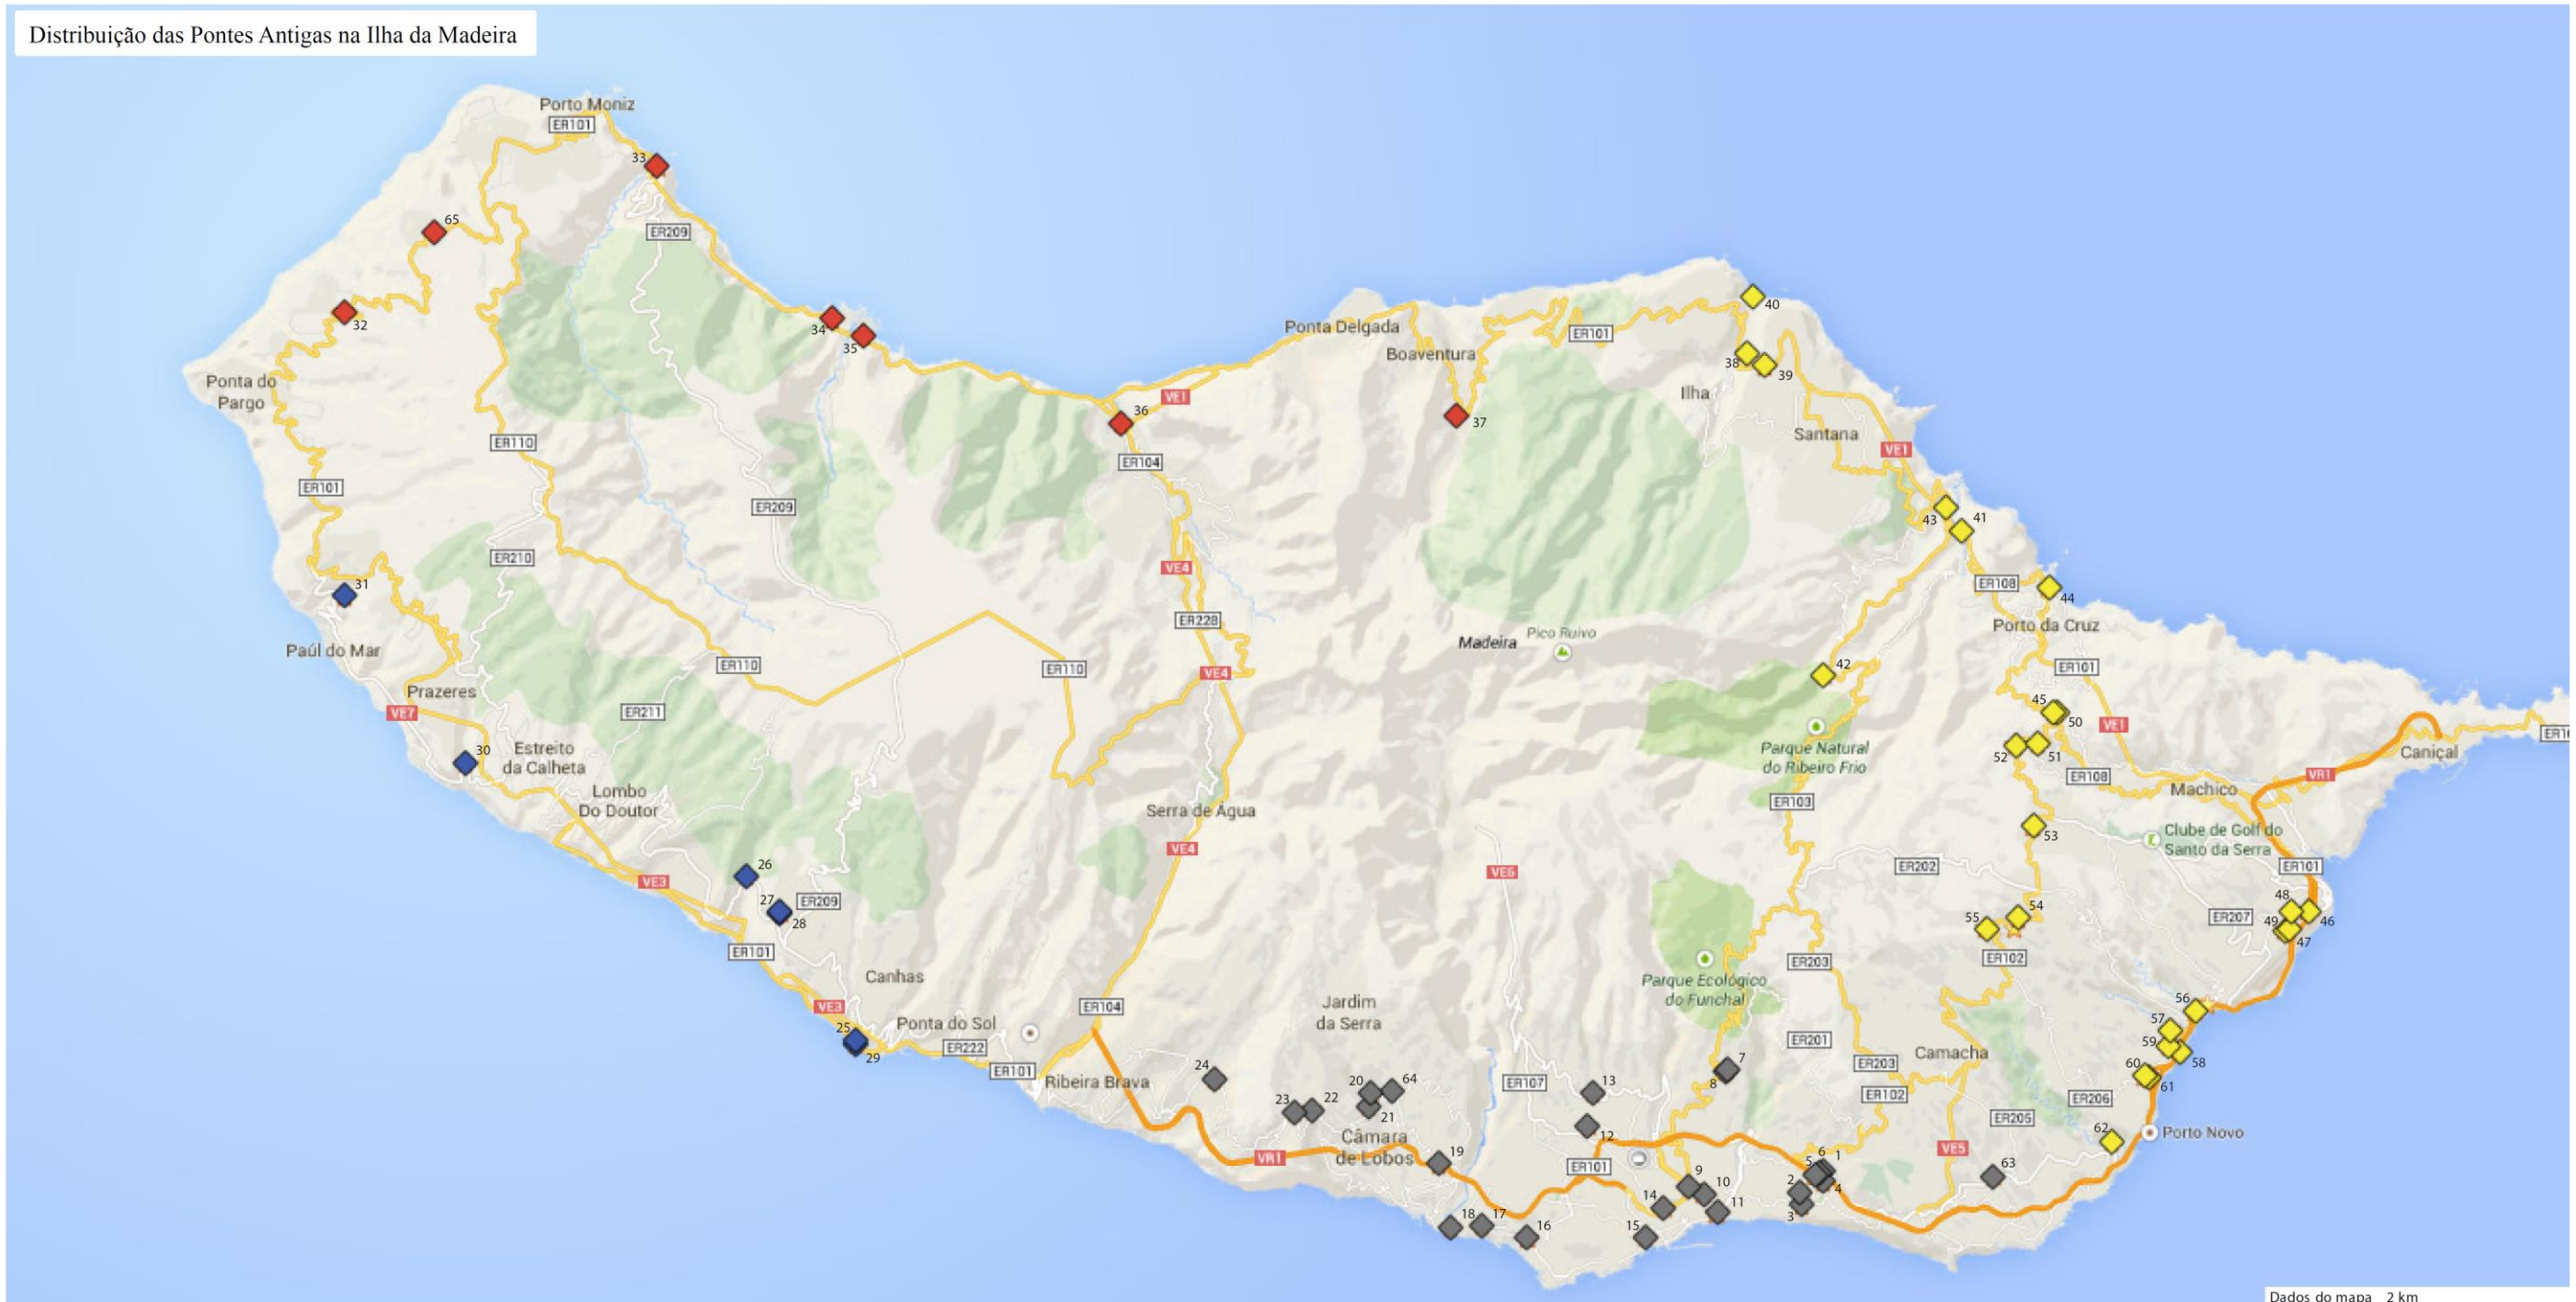 Distribuição das Pontes Antigas na Ilha da Madeira
Porto Moniz
ER101
33
65
ER209
32
34
35
40
Ponta Delgada
ER101
Boaventura
38
39
Ponta do
Pargo
Ilha
VE1
36
37
Santana
ER110
VE1
ER104
ER101
ER209
43
41
ER210
VE4
31
ER108
44
ER228
Porto da Cruz
Madeira
Pico Ruivo
Paúl do Mar
ER110
ER110
VE4
42
ER101
Prazeres
VE7
ER211
45
50
VE1
ER10
30
Estreito
da Calheta
Parque Natural
do Ribeiro Frio
52
51
Caniçal
VR1
ER108
Lombo
Do Doutor
Machico
ER103
Serra de Água
53
Clube de Golf do
Santo da Serra
VE4
26
VE3
VE6
ER202
ER101
27
ER209
28
48
54
55
ER207
49
46
47
ER101
ER203
ER102
Canhas
Parque Ecológico
do Funchal
VE3
ER104
Jardim
da Serra
56
25
Ponta do Sol
57
29
ER222
ER201
59
Camacha
58
ER101
24
7
ER203
60
Ribeira Brava
20
64
ER107
13
8
61
23
22
21
ER102
ER206
12
ER205
62
Porto Novo
Câmara
de Lobos
VE5
VR1
19
ER101
6
1
5
63
9
2
4
14
10
11
3
18
17
16
15
Dados do mapa 2 km